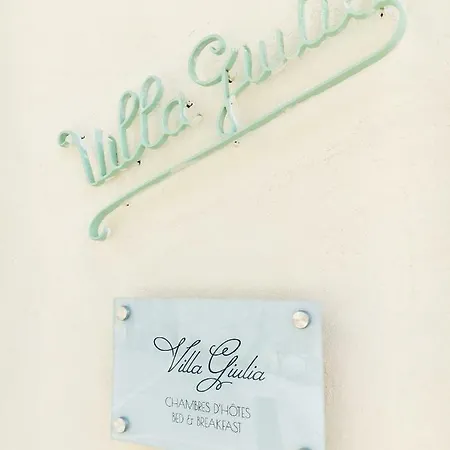 Villa Giulia
Villa Giulia
CHAMBRES D'HÔTES
BED & BREAKFAST